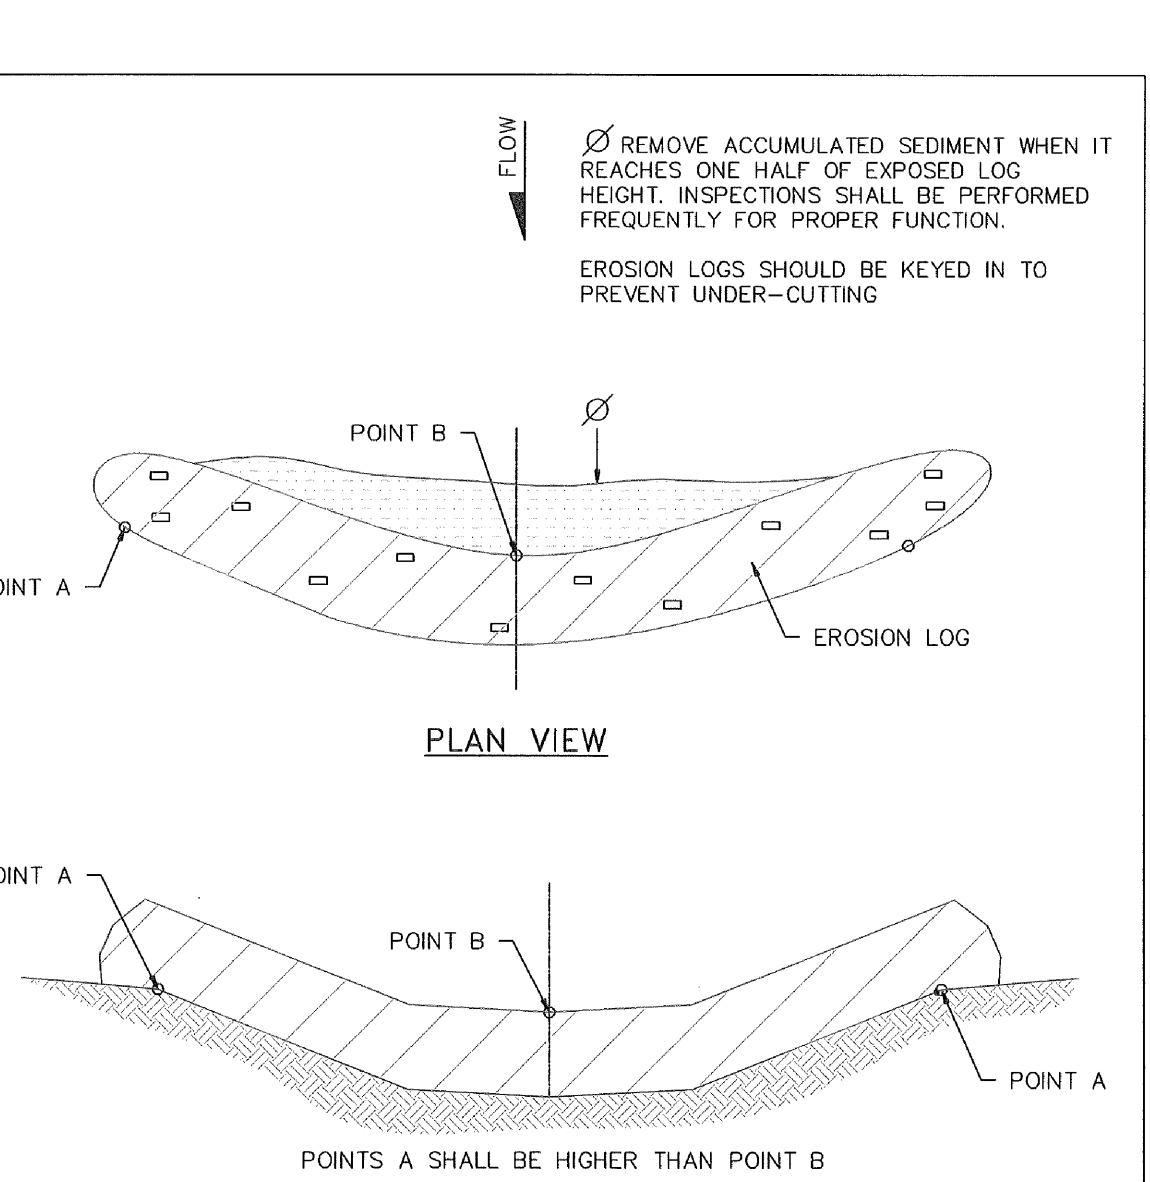 FLOW
Ø REMOVE ACCUMULATED SEDIMENT WHEN IT
REACHES ONE HALF OF EXPOSED LOG
HEIGHT. INSPECTIONS SHALL BE PERFORMED
FREQUENTLY FOR PROPER FUNCTION.
EROSION LOGS SHOULD BE KEYED IN TO
PREVENT UNDER-CUTTING
Ø
POINT B
OINT A
EROSION LOG
PLAN VIEW
OINT A
POINT B
POINT A
POINTS A SHALL BE HIGHER THAN POINT B